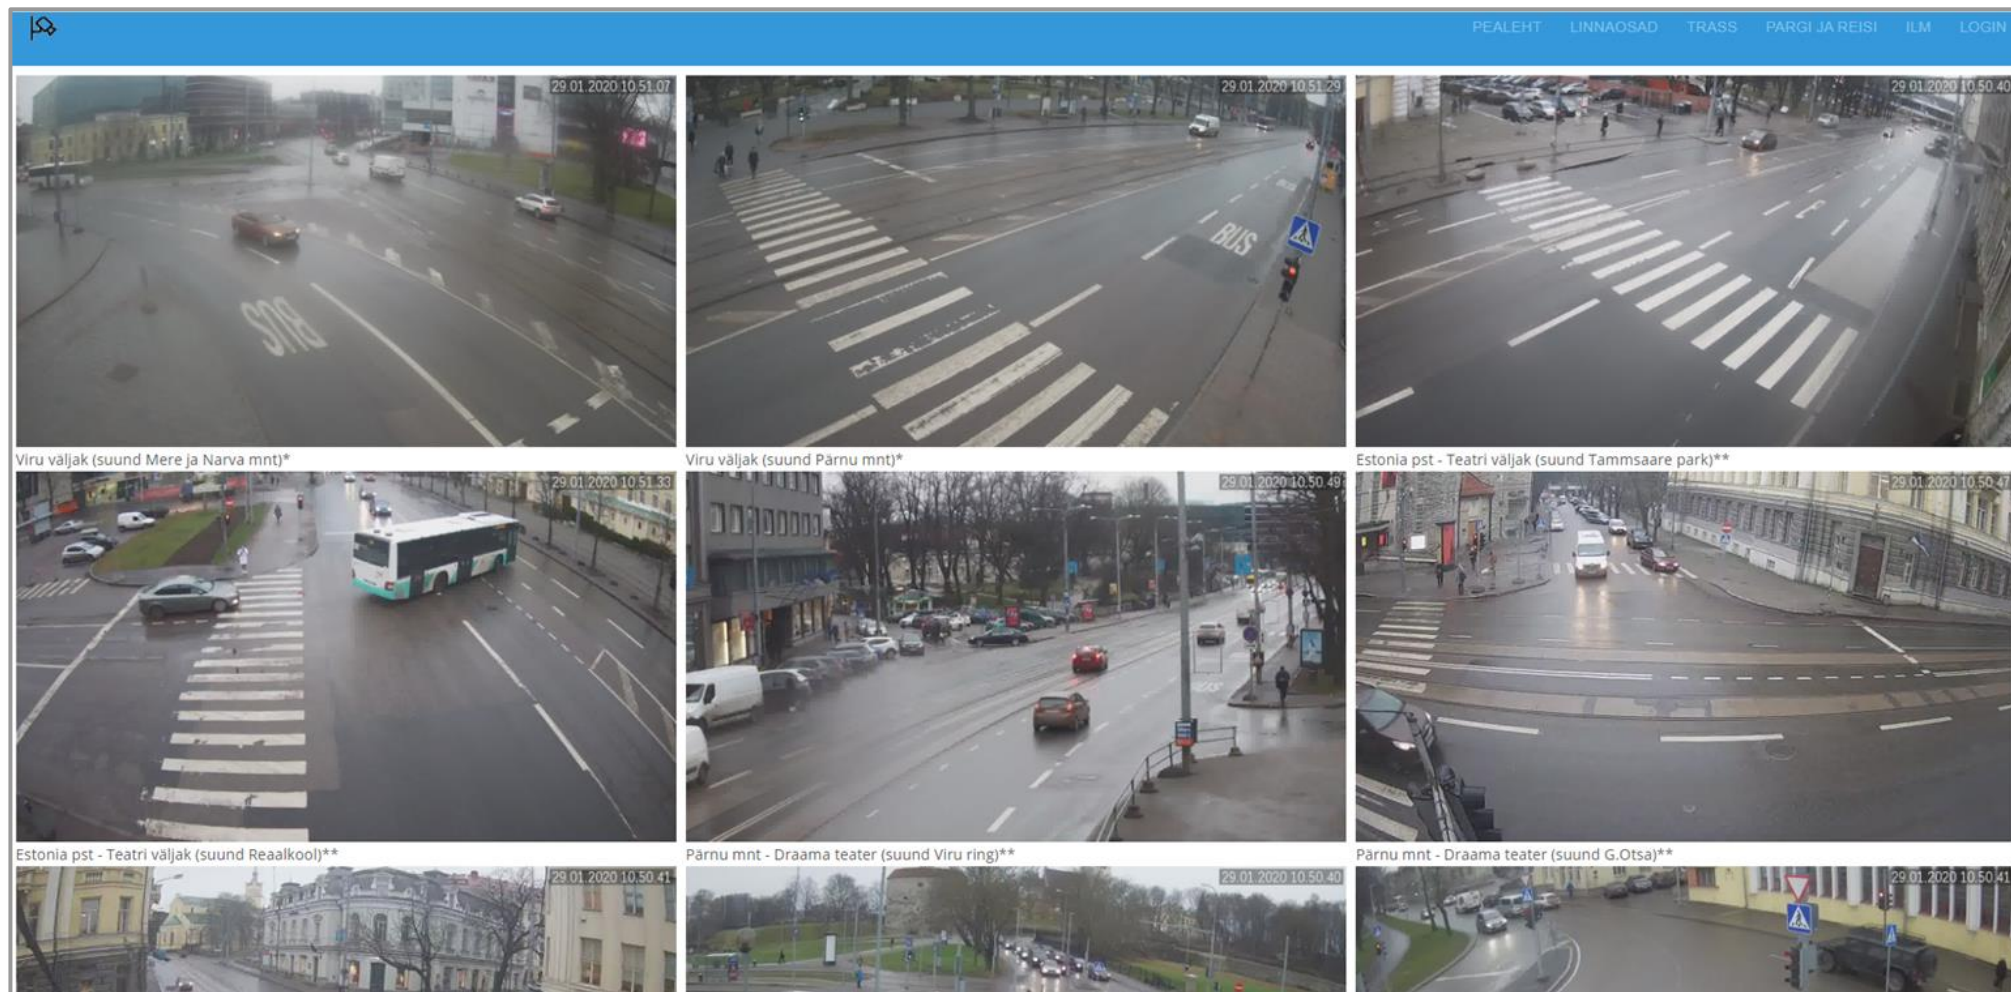 PEALEHT LINNAOSAD TRASS PARGI JA REISI ILM LOGIN
29.01.2020 10.51.07
29.01.2020 10.51.29
29.01.2020 10.50.40
BUS
BUS
Viru väljak (suund Mere ja Narva mnt)*
Viru väljak (suund Pärnu mnt)*
Estonia pst - Teatri väljak (suund Tammsaare park)**
29.01.2020 10.51.33
29.01.2020 10.50.49
29.01.2020 10.50.47
BUS
Estonia pst - Teatri väljak (suund Reaalkool)**
Pärnu mnt - Draama teater (suund Viru ring)**
Pärnu mnt - Draama teater (suund G.Otsa)**
29.01.2020 10.50.41
29.01.2020 10.50.40
29.01.2020 10.50.41